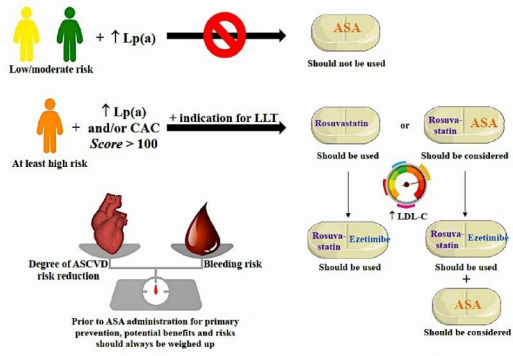 + ↑ Lp(a)
ASA
Low/moderate risk
Should not be used
+
↑ Lp(a)
and/or CAC
Score > 100
+ indication for LLT
At least high risk
Rosuvastatin
or
Rosuva-
statin
ASA
Should be used
Should be considered
↑ LDL-C
Rosuva-
statin
Ezetimibe
Should be used
Rosuva-
statin
Ezetimibe
Should be used
+
ASA
Should be considered
Degree of ASCVD
risk reduction
Bleeding risk
Prior to ASA administration for primary
prevention, potential benefits and risks
should always be weighed up